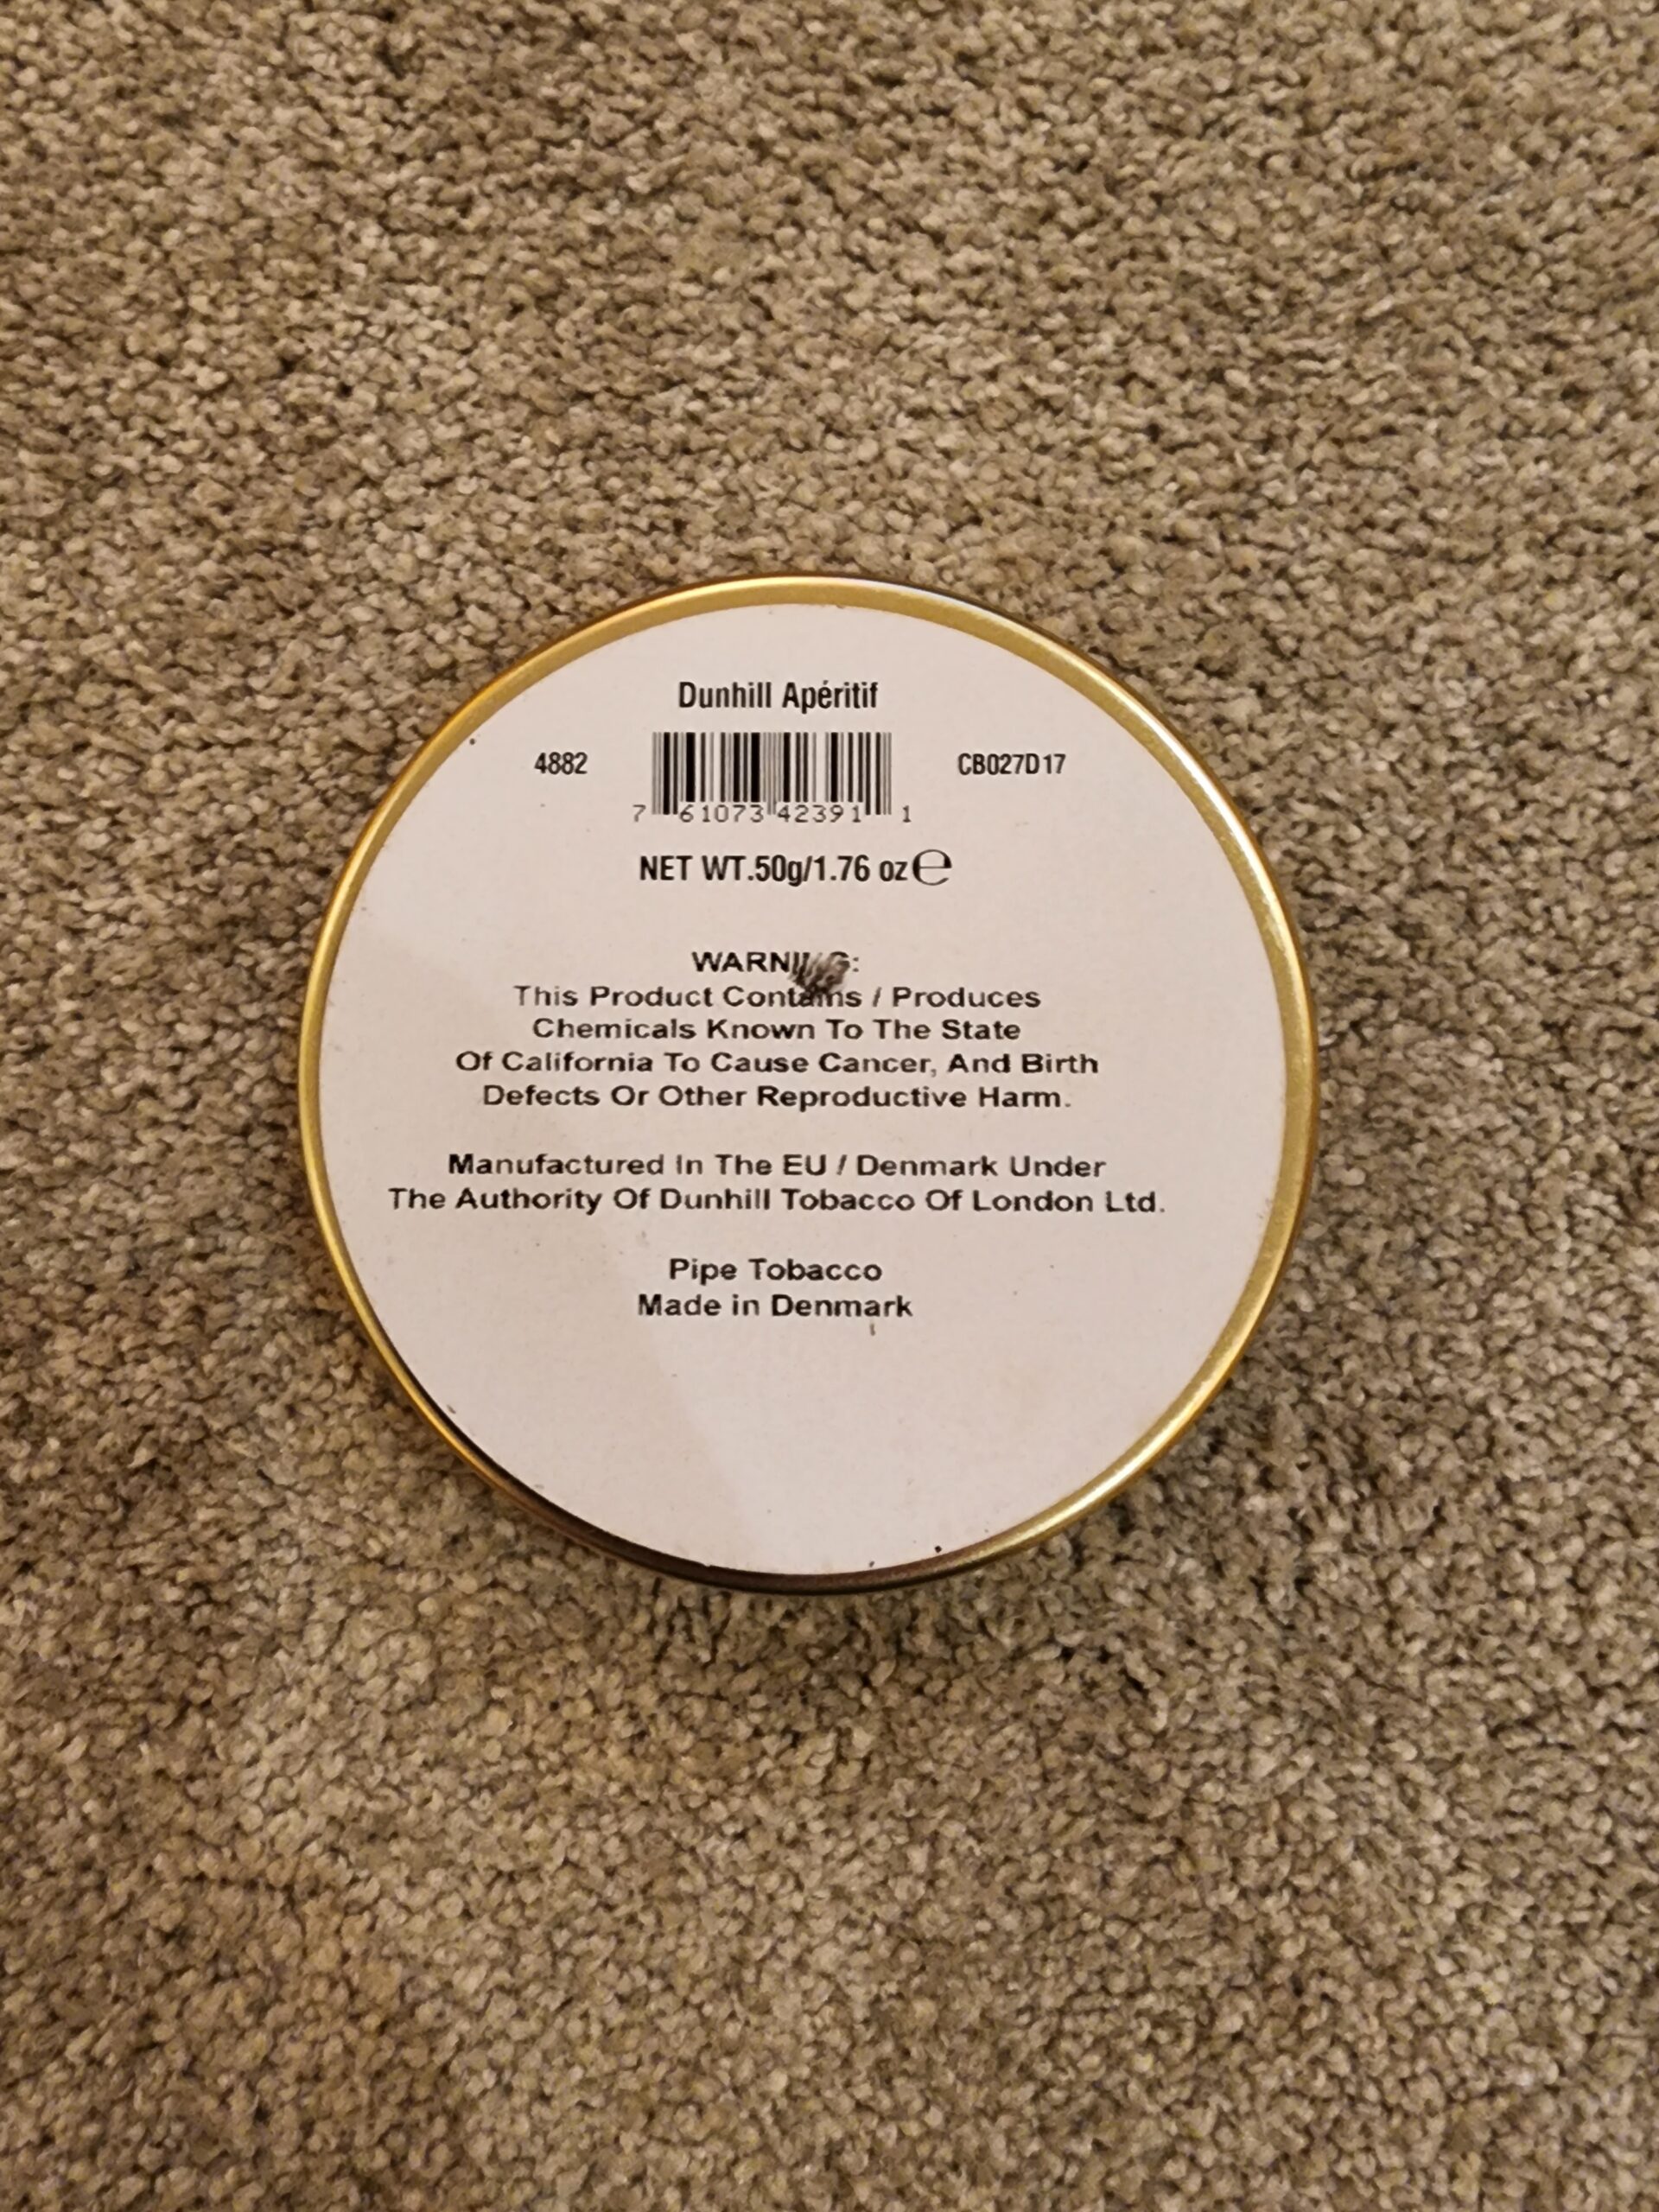 Dunhill Apéritif
4882
7 61073 42391 1
CB027D17
NET WT.50g/1.76 oz℮
WARNING:
This Product Contains / Produces
Chemicals Known To The State
Of California To Cause Cancer, And Birth
Defects Or Other Reproductive Harm.
Manufactured In The EU / Denmark Under
The Authority Of Dunhill Tobacco Of London Ltd.
Pipe Tobacco
Made in Denmark